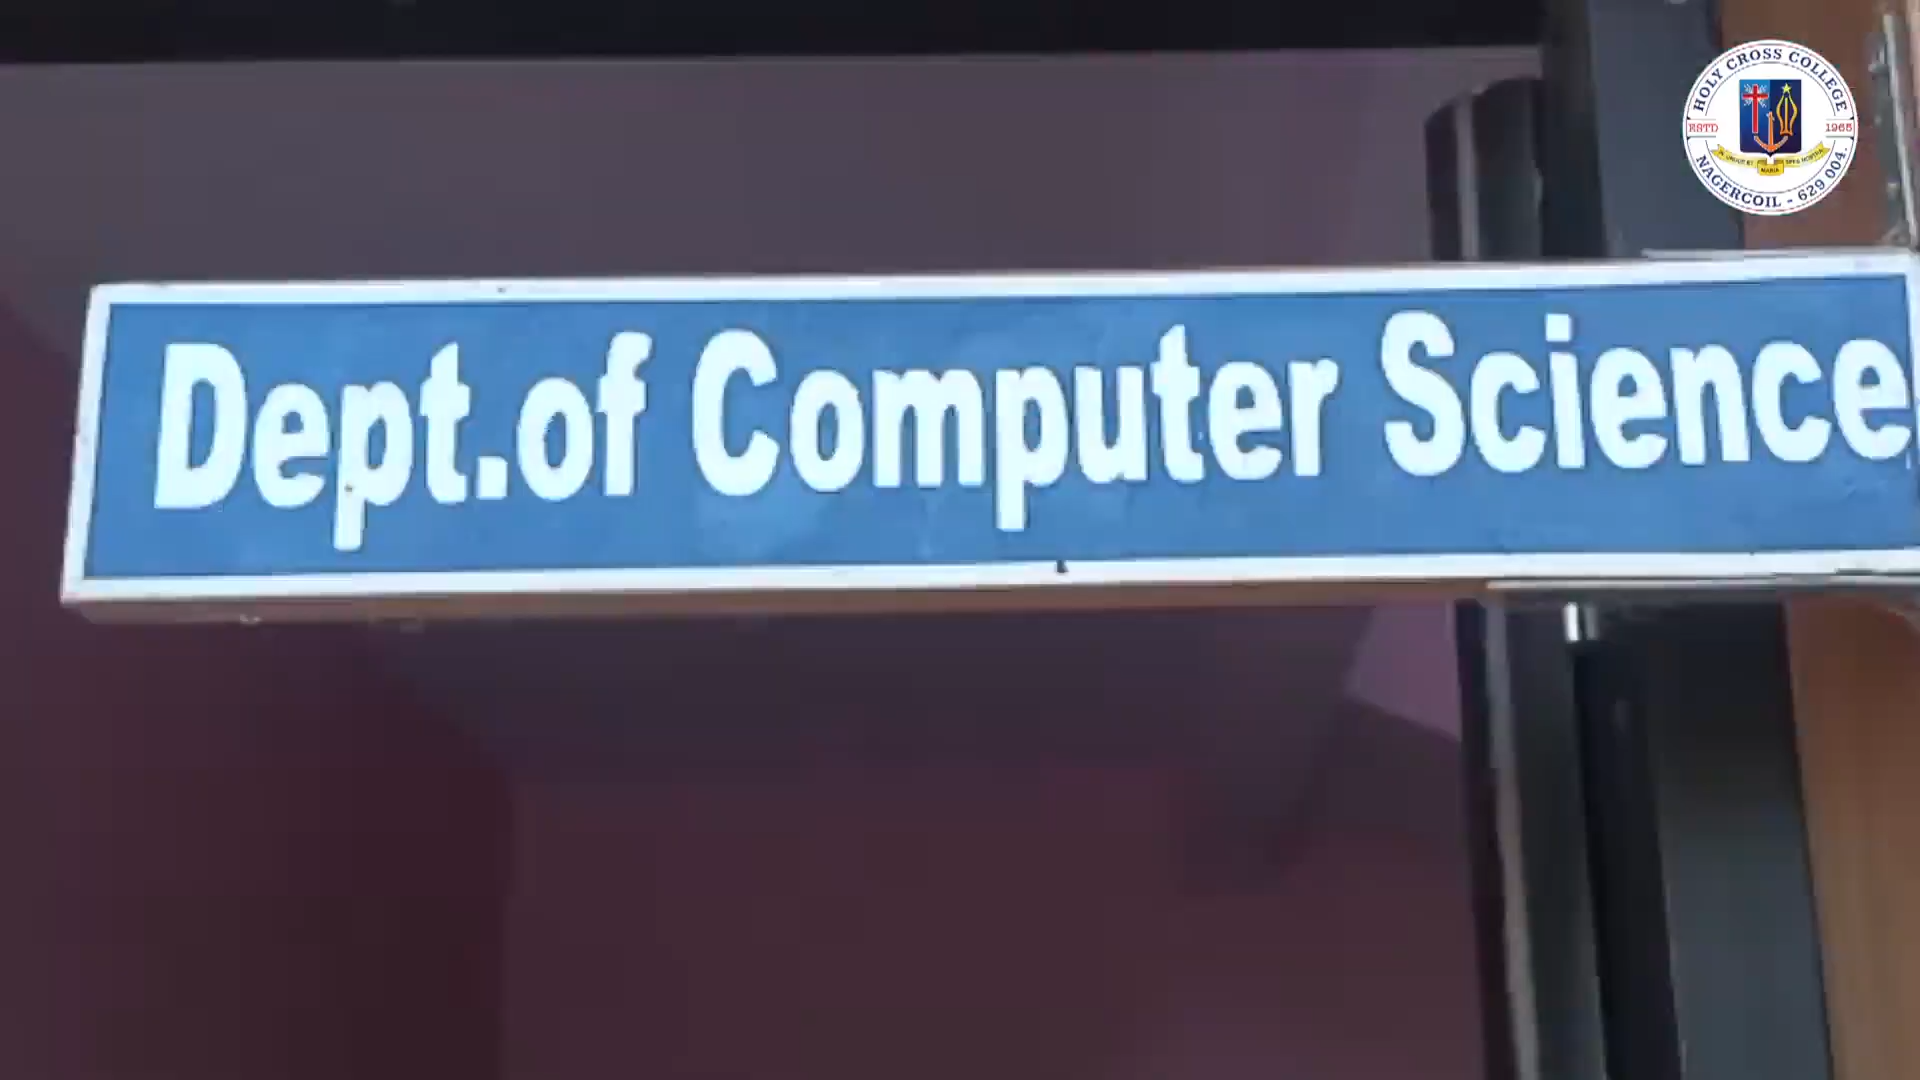 Dept.of Computer Science
HOLY CROSS COLLEGE
ESTD 1965
NAGERCOIL - 629 004.